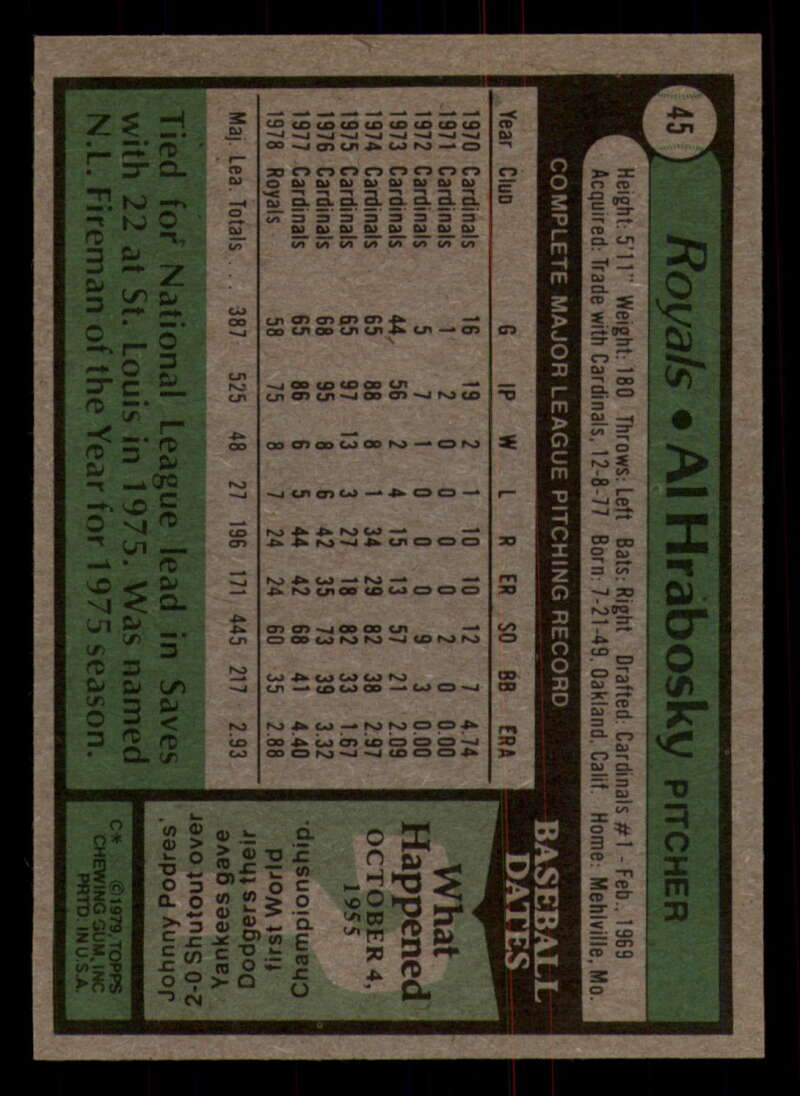 45
Royals • Al Hrabosky PITCHER
Height: 5'11" Weight: 180 Throws: Left Bats: Right Drafted: Cardinals #1 - Feb., 1969
Acquired: Trade with Cardinals, 12-8-77 Born: 7-21-49, Oakland, Calif. Home: Mehlville, Mo.
COMPLETE MAJOR LEAGUE PITCHING RECORD
Year Club G IP W L R ER SO BB ERA
1970 Cardinals 16 19 2 1 10 10 12 7 4.74
1971 Cardinals 1 2 0 0 0 0 2 0 0.00
1972 Cardinals 5 7 1 0 0 0 9 3 0.00
1973 Cardinals 44 56 2 4 15 13 57 21 2.09
1974 Cardinals 65 88 8 1 34 29 82 38 2.97
1975 Cardinals 65 97 13 3 27 18 82 33 1.67
1976 Cardinals 68 95 8 6 42 35 73 39 3.32
1977 Cardinals 65 86 6 5 44 42 68 41 4.40
1978 Royals 58 75 8 7 24 24 60 35 2.88
Maj. Lea. Totals . . . 387 525 48 27 196 171 445 217 2.93
Tied for National League lead in Saves
with 22 at St. Louis in 1975. Was named
N.L. Fireman of the Year for 1975 season.
BASEBALL
DATES
What
Happened
OCTOBER 4,
1955
Johnny Podres'
2-0 Shutout over
Yankees gave
Dodgers their
first World
Championship.
C* ©1979 TOPPS
CHEWING GUM, INC
PRTD. IN U.S.A.